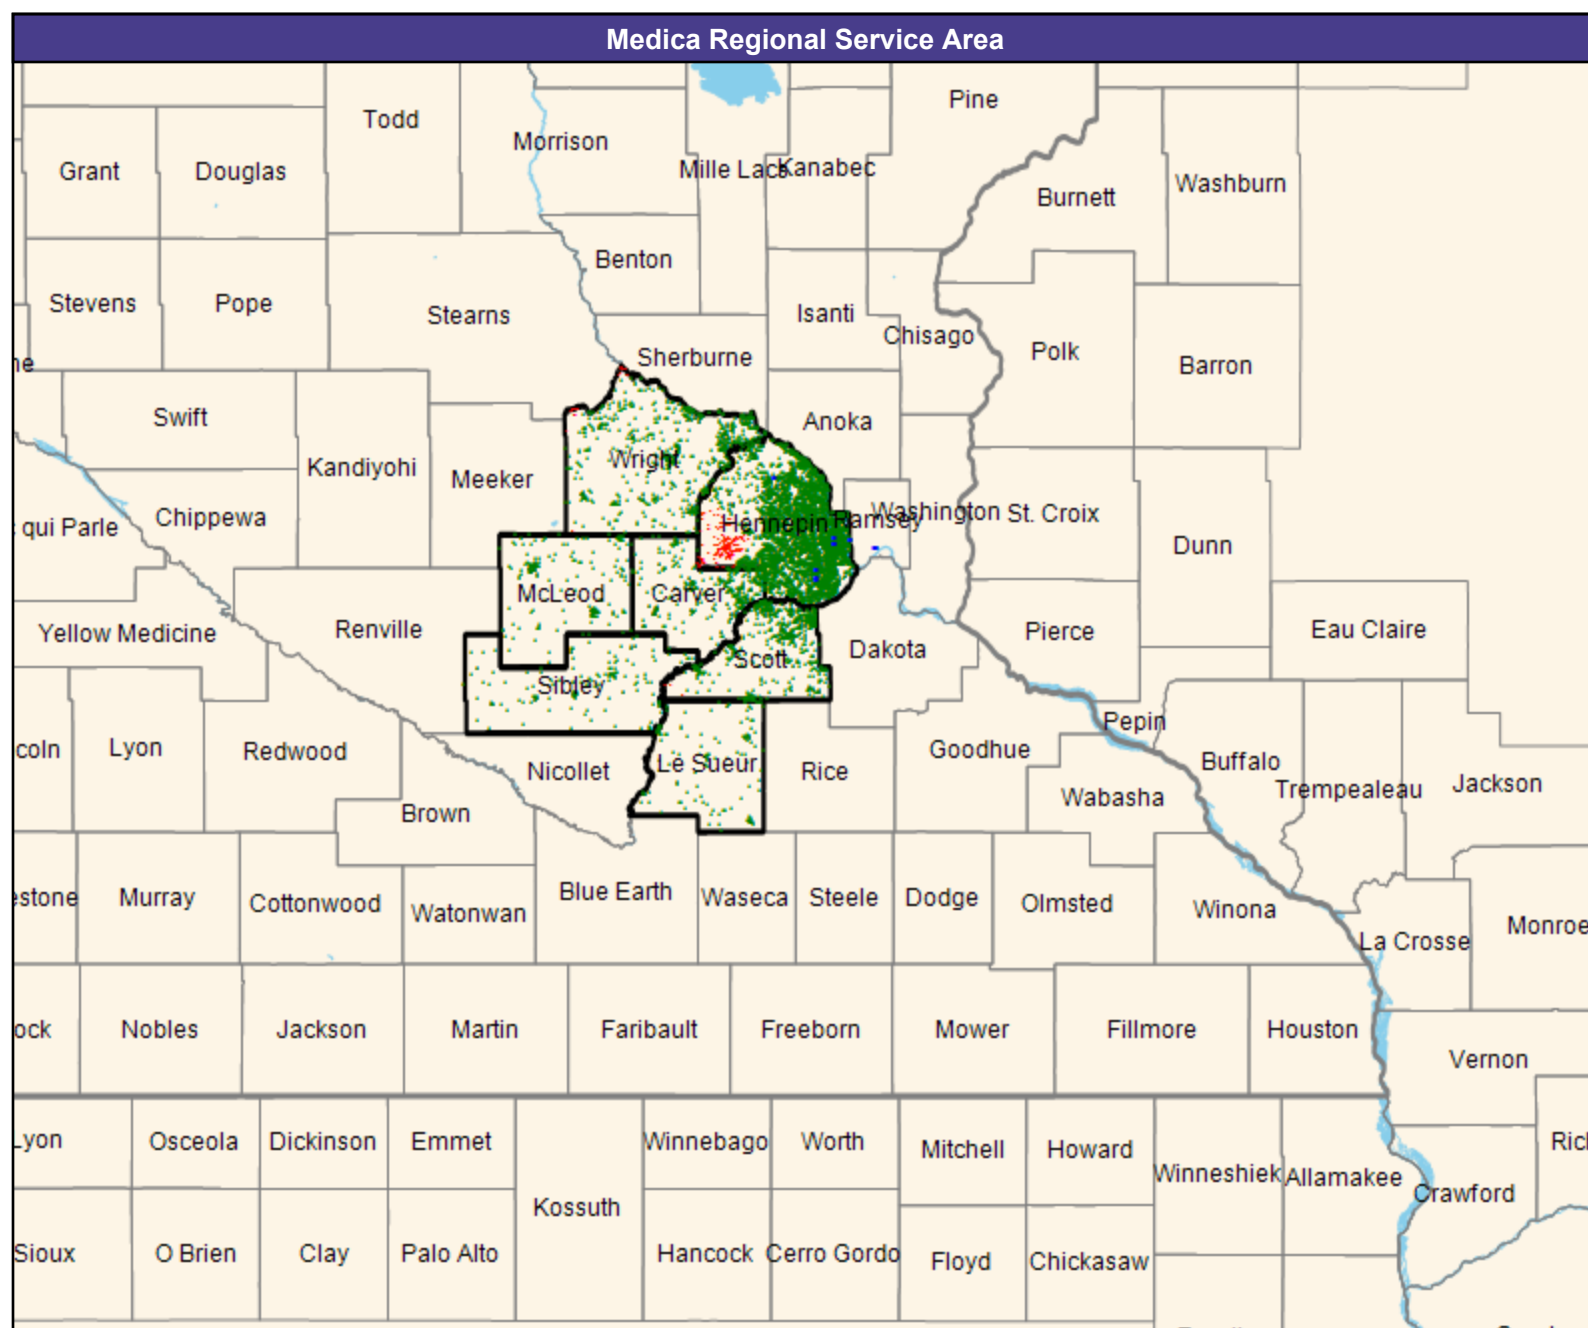 Medica Regional Service Area
Pine
Todd
Morrison
Grant
Douglas
Mille Lacs
Kanabec
Burnett
Washburn
Benton
Stevens
Pope
Stearns
Isanti
Chisago
Sherburne
Polk
Barron
ne
Swift
Anoka
Wright
Kandiyohi
Meeker
Chippewa
qui Parle
Hennepin
Ramsey
Washington
St. Croix
Dunn
McLeod
Carver
Yellow Medicine
Renville
Scott
Dakota
Pierce
Eau Claire
Sibley
Pepin
coln
Lyon
Redwood
Nicollet
Le Sueur
Rice
Goodhue
Buffalo
Trempealeau
Jackson
Wabasha
Brown
estone
Murray
Cottonwood
Watonwan
Blue Earth
Waseca
Steele
Dodge
Olmsted
Winona
La Crosse
Monroe
ock
Nobles
Jackson
Martin
Faribault
Freeborn
Mower
Fillmore
Houston
Vernon
Lyon
Osceola
Dickinson
Emmet
Winnebago
Worth
Mitchell
Howard
Winneshiek
Allamakee
Crawford
Rich
Kossuth
Sioux
O Brien
Clay
Palo Alto
Hancock
Cerro Gordo
Floyd
Chickasaw